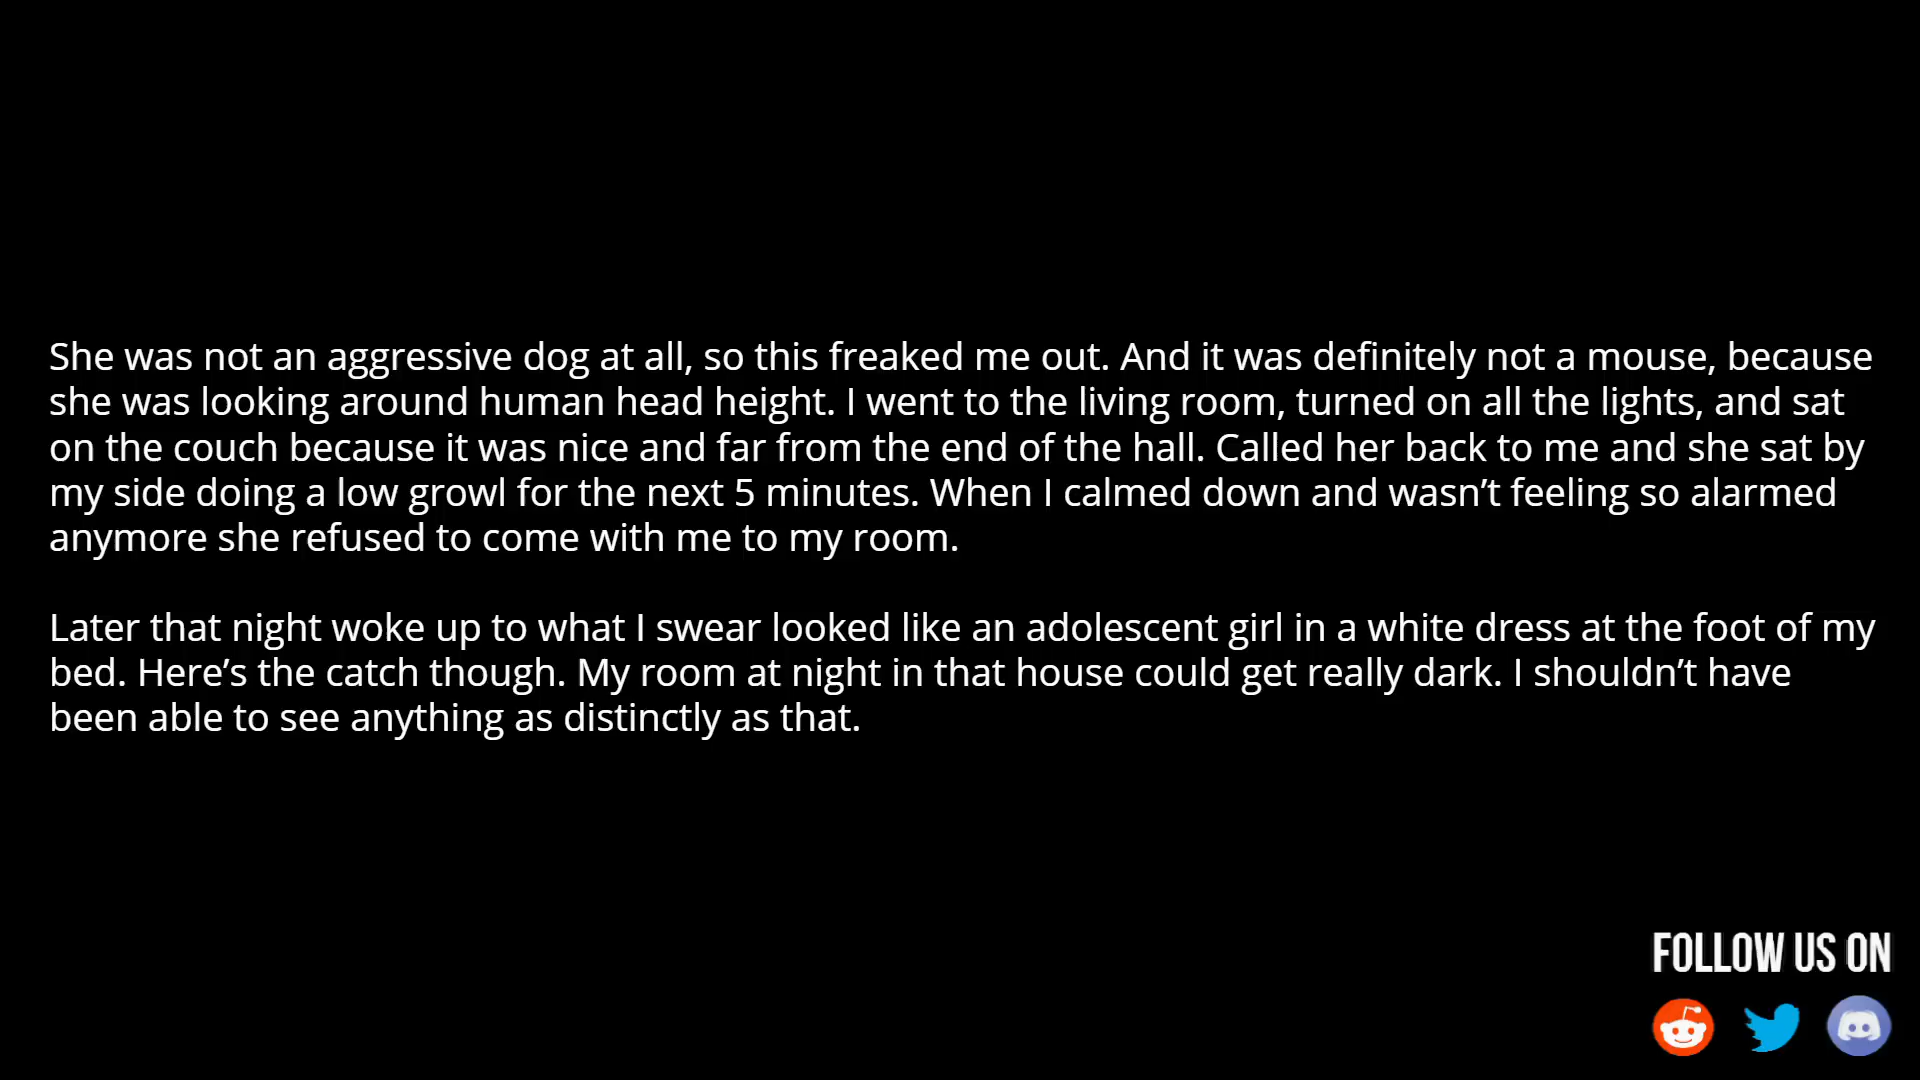 She was not an aggressive dog at all, so this freaked me out. And it was definitely not a mouse, because
she was looking around human head height. I went to the living room, turned on all the lights, and sat
on the couch because it was nice and far from the end of the hall. Called her back to me and she sat by
my side doing a low growl for the next 5 minutes. When I calmed down and wasn’t feeling so alarmed
anymore she refused to come with me to my room.
Later that night woke up to what I swear looked like an adolescent girl in a white dress at the foot of my
bed. Here’s the catch though. My room at night in that house could get really dark. I shouldn’t have
been able to see anything as distinctly as that.
FOLLOW US ON